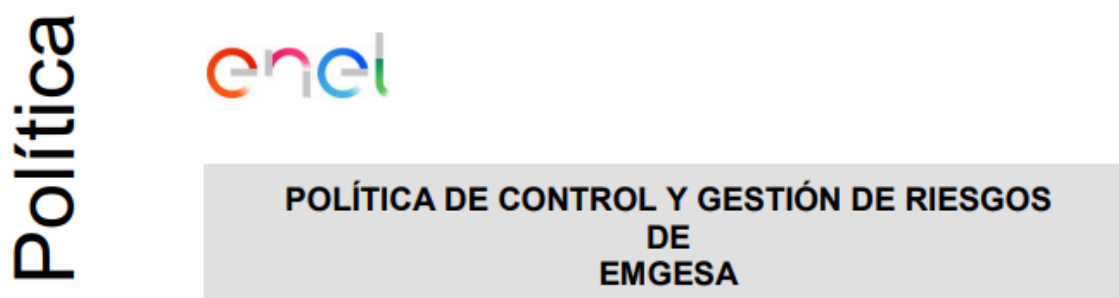 Política
enel
POLÍTICA DE CONTROL Y GESTIÓN DE RIESGOS
DE
EMGESA